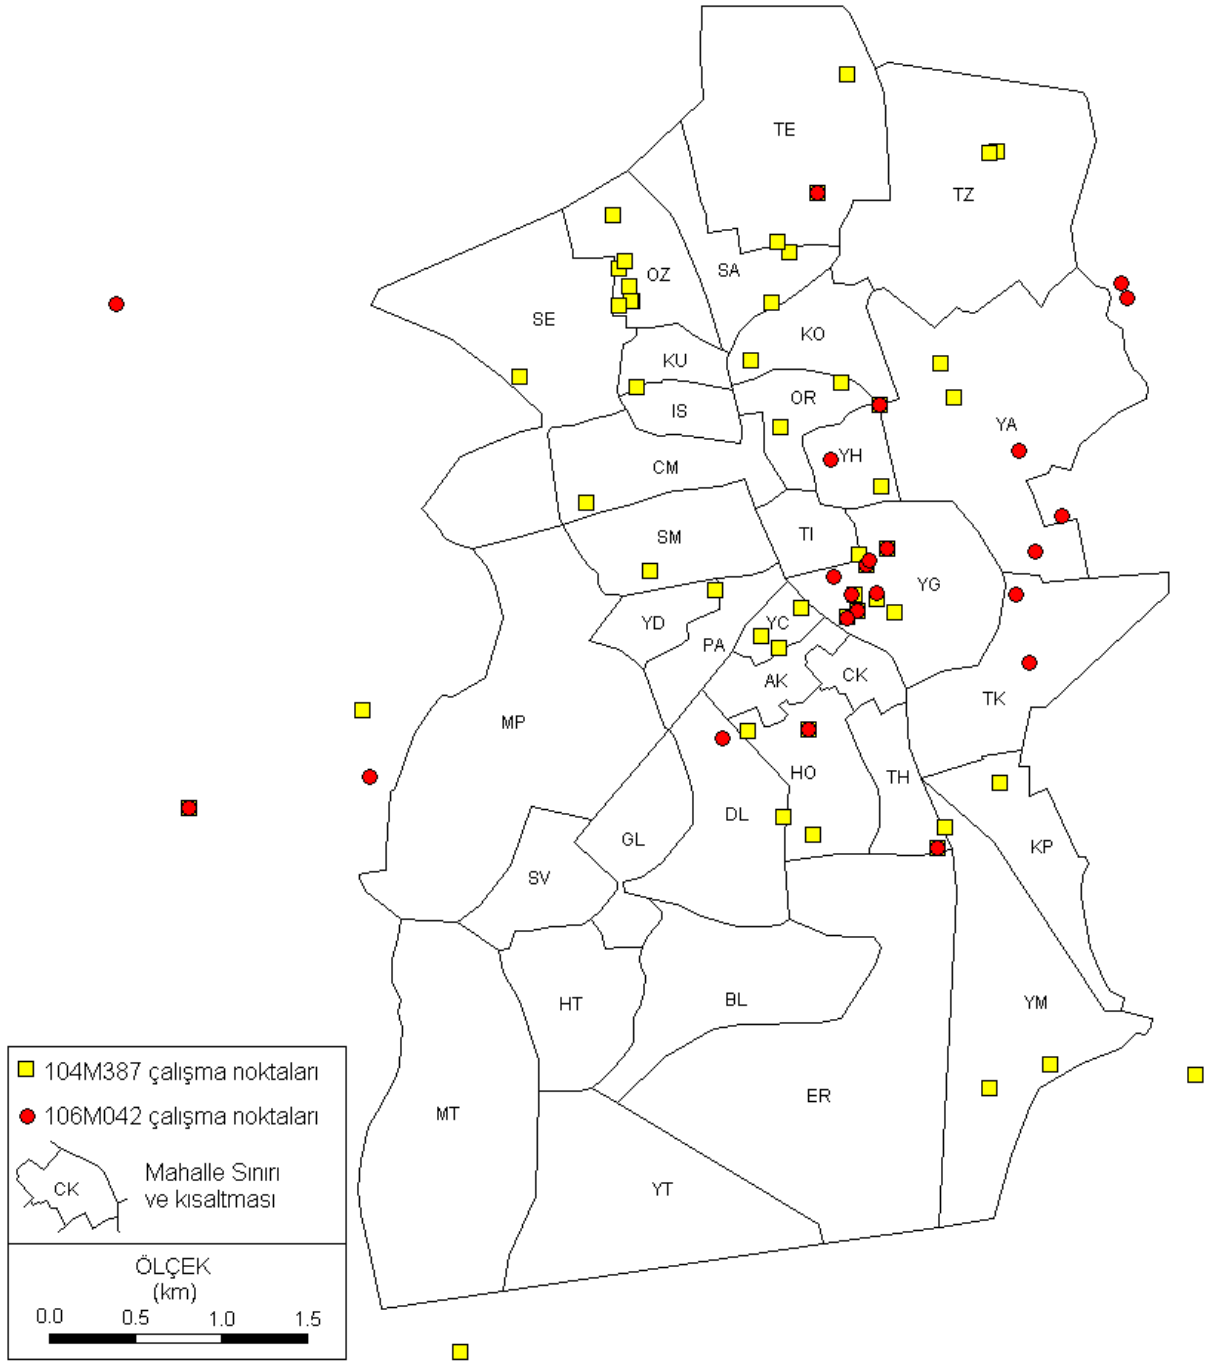 TE
TZ
OZ
SA
SE
KO
KU
OR
IS
YA
YH
CM
SM
TI
YG
YD
YC
PA
AK
CK
TK
MP
HO
TH
DL
GL
KP
SV
HT
BL
YM
ER
MT
YT
104M387 çalışma noktaları
106M042 çalışma noktaları
Mahalle Sınırı
ve kısaltması
CK
ÖLÇEK
(km)
0.0 0.5 1.0 1.5